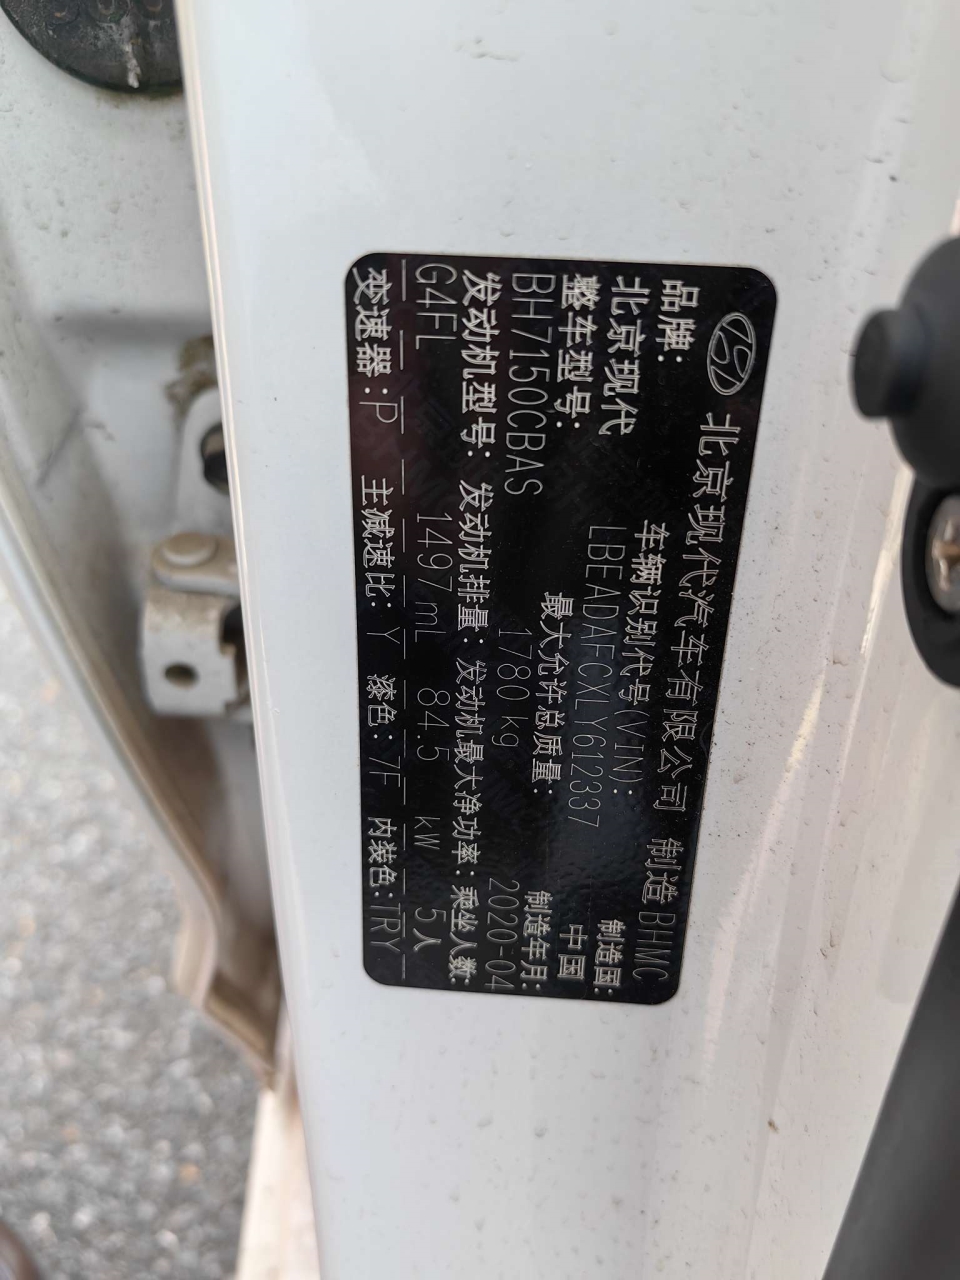 北京现代汽车有限公司 制造 BHMC
品牌: 车辆识别代号(VIN): 制造国:
北京现代 LBEADAFCXLY612337 中国
整车型号: 最大允许总质量: 制造年月:
BH7150CBAS 1780 kg 2020-04
发动机型号: 发动机排量: 发动机最大净功率: 乘坐人数:
G4FL 1497 mL 84.5 kW 5人
变速器: P 主减速比: Y 漆色: 7F 内装色: TRY